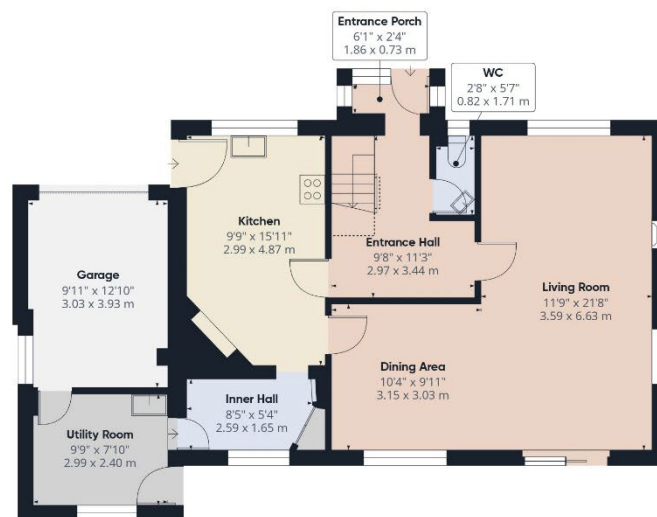 Entrance Porch
6'1" x 2'4"
1.86 x 0.73 m
WC
2'8" x 5'7"
0.82 x 1.71 m
Kitchen
9'9" x 15'11"
2.99 x 4.87 m
Entrance Hall
9'8" x 11'3"
2.97 x 3.44 m
Garage
9'11" x 12'10"
3.03 x 3.93 m
Living Room
11'9" x 21'8"
3.59 x 6.63 m
Dining Area
10'4" x 9'11"
3.15 x 3.03 m
Inner Hall
8'5" x 5'4"
2.59 x 1.65 m
Utility Room
9'9" x 7'10"
2.99 x 2.40 m